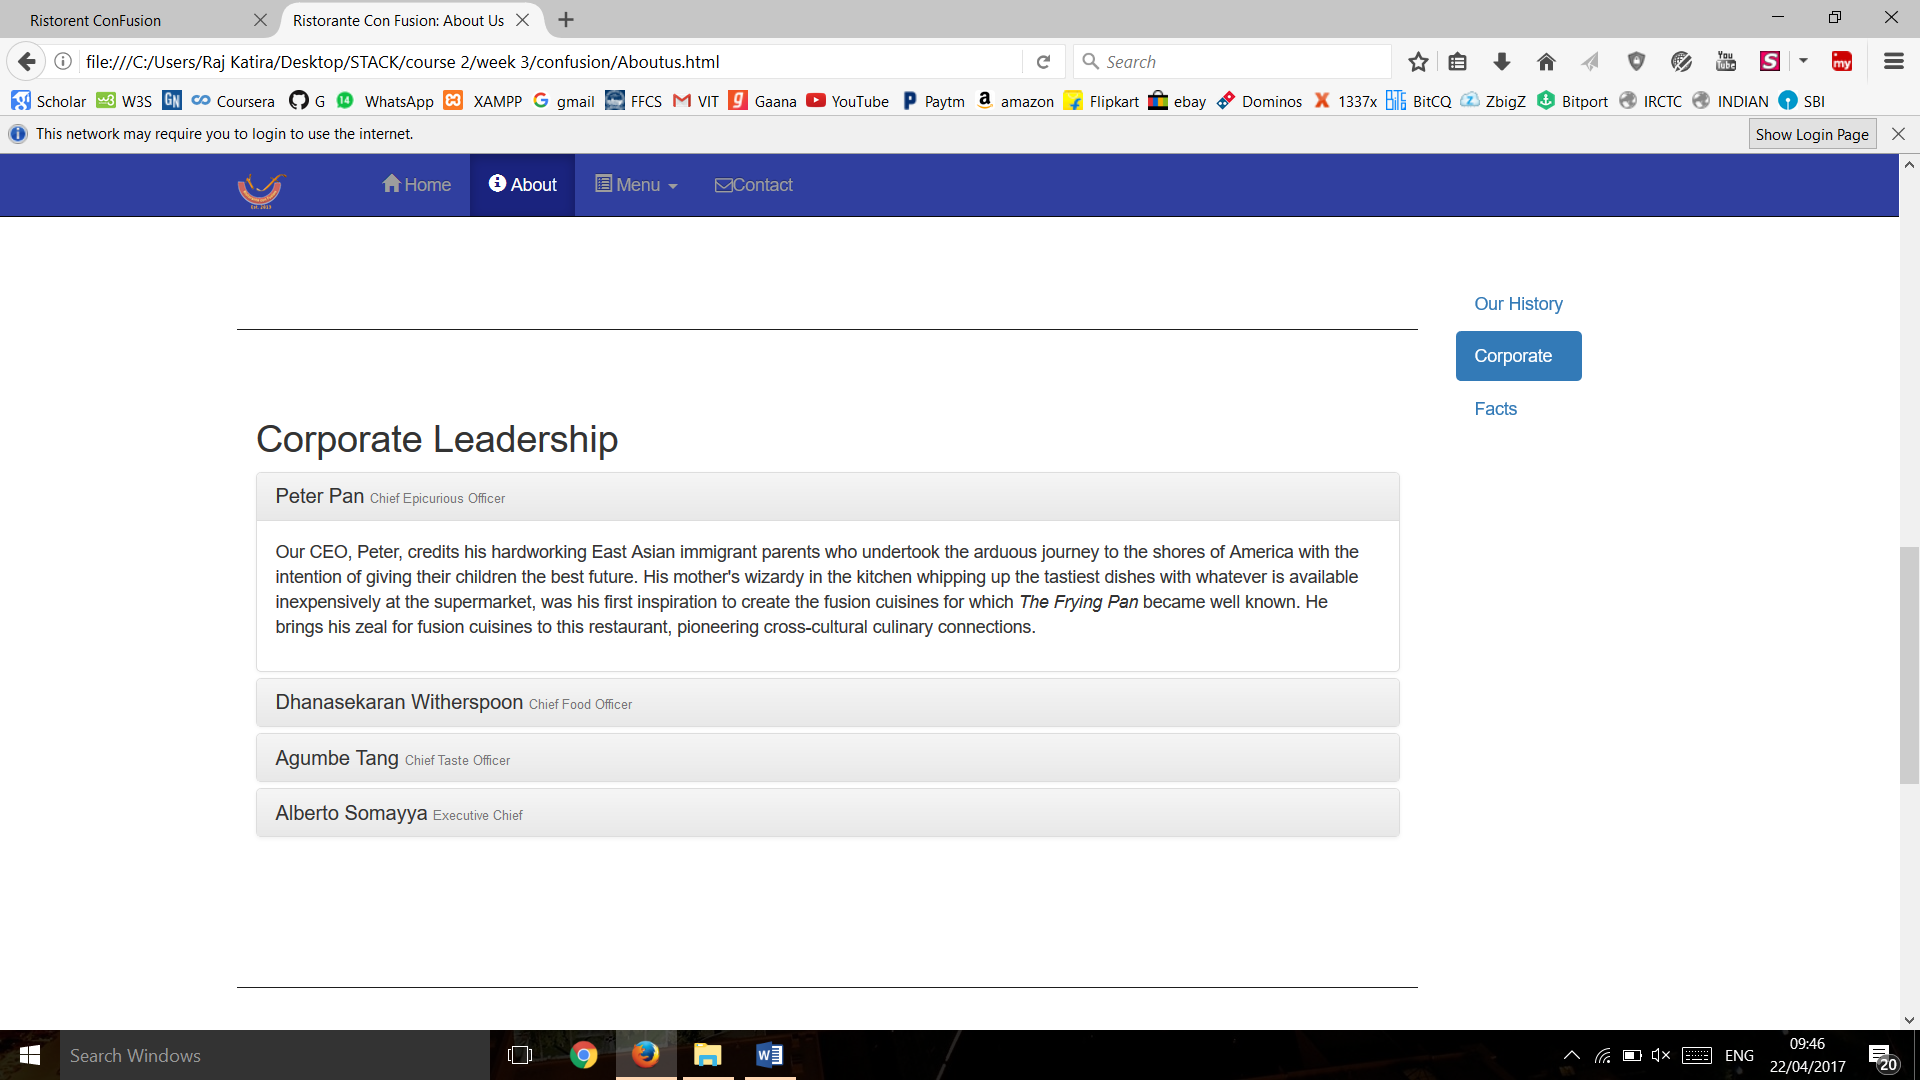 Ristorent ConFusion
Ristorante Con Fusion: About Us
file:///C:/Users/Raj Katira/Desktop/STACK/course 2/week 3/confusion/Aboutus.html
Search
You Tube
S
my
Scholar W3S GN Coursera G 14 WhatsApp XAMPP gmail FFCS VIT Gaana YouTube Paytm amazon Flipkart ebay Dominos 1337x BitCQ ZbigZ Bitport IRCTC INDIAN SBI
This network may require you to login to use the internet.
Show Login Page
Home About Menu Contact
Our History
Corporate
Facts
Corporate Leadership
Peter Pan Chief Epicurious Officer
Our CEO, Peter, credits his hardworking East Asian immigrant parents who undertook the arduous journey to the shores of America with the
intention of giving their children the best future. His mother's wizardy in the kitchen whipping up the tastiest dishes with whatever is available
inexpensively at the supermarket, was his first inspiration to create the fusion cuisines for which The Frying Pan became well known. He
brings his zeal for fusion cuisines to this restaurant, pioneering cross-cultural culinary connections.
Dhanasekaran Witherspoon Chief Food Officer
Agumbe Tang Chief Taste Officer
Alberto Somayya Executive Chief
Search Windows
ENG
09:46
22/04/2017
20